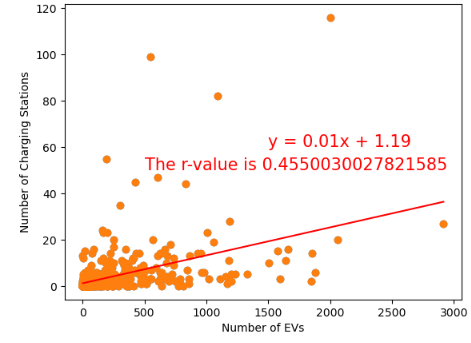 120
100
80
60
40
20
0
Number of Charging Stations
y = 0.01x + 1.19
The r-value is 0.4550030027821585
0 500 1000 1500 2000 2500 3000
Number of EVs